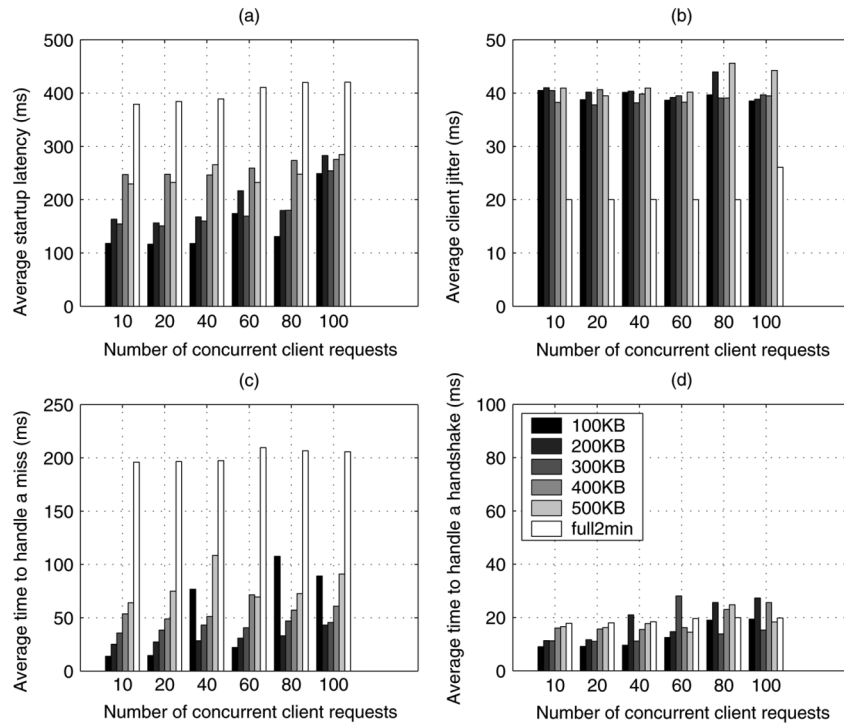 (a)
500
400
300
200
100
0
Average startup latency (ms)
10 20 40 60 80 100
Number of concurrent client requests
(b)
50
40
30
20
10
0
Average client jitter (ms)
10 20 40 60 80 100
Number of concurrent client requests
(c)
250
200
150
100
50
0
Average time to handle a miss (ms)
10 20 40 60 80 100
Number of concurrent client requests
(d)
100
80
60
40
20
0
Average time to handle a handshake (ms)
100KB
200KB
300KB
400KB
500KB
full2min
10 20 40 60 80 100
Number of concurrent client requests